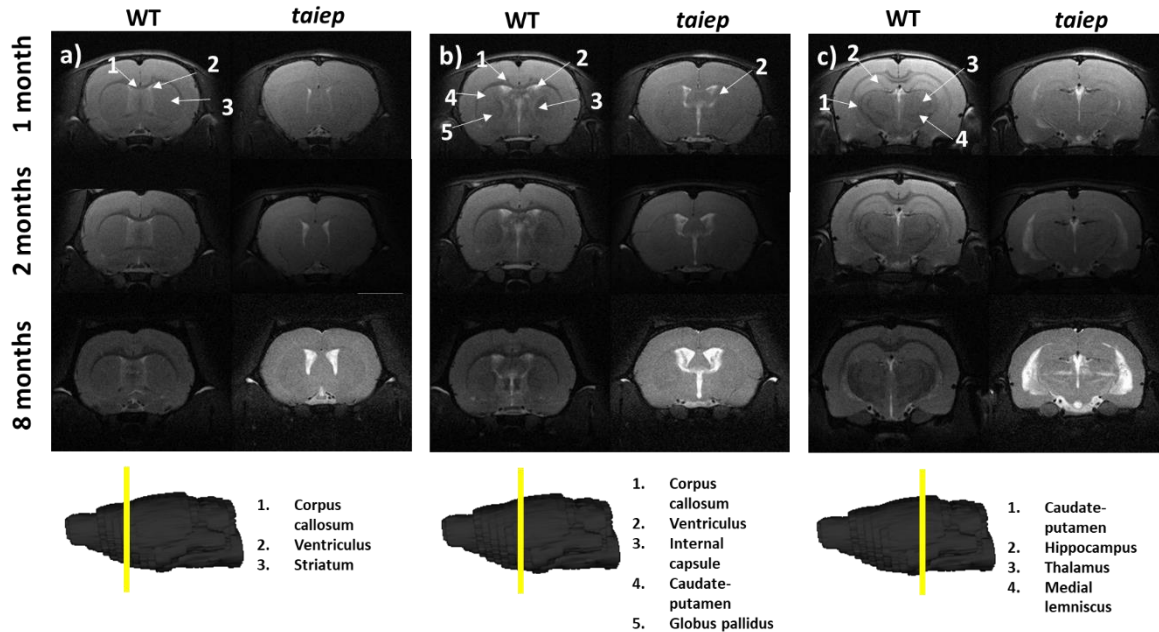 WT taiep WT taiep WT taiep
1 month
a) 1 2 3
b) 1 2 4 3 5 2
c) 2 3 1 4
2 months
8 months
1. Corpus
callosum
2. Ventriculus
3. Striatum
1. Corpus
callosum
2. Ventriculus
3. Internal
capsule
4. Caudate-
putamen
5. Globus pallidus
1. Caudate-
putamen
2. Hippocampus
3. Thalamus
4. Medial
lemniscus